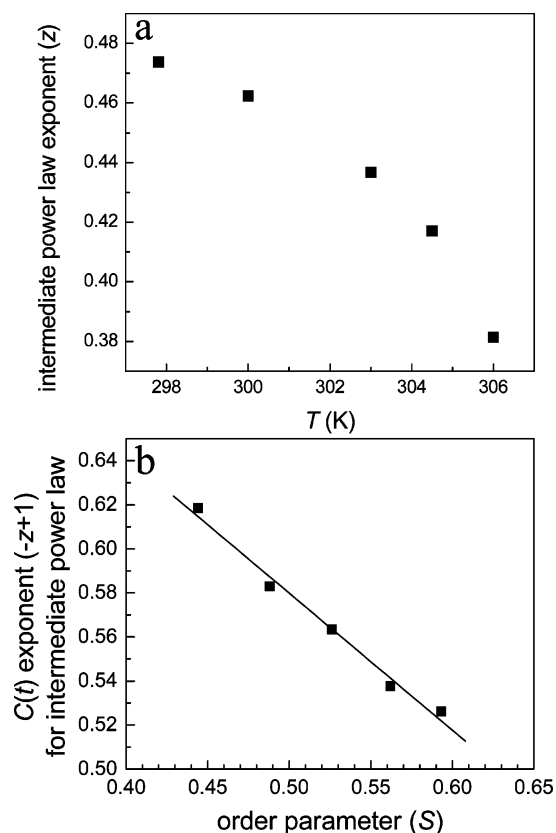 a
intermediate power law exponent (z)
0.48
0.46
0.44
0.42
0.40
0.38
298 300 302 304 306
T (K)
b
C(t) exponent (-z+1)
for intermediate power law
0.64
0.62
0.60
0.58
0.56
0.54
0.52
0.50
0.40 0.45 0.50 0.55 0.60 0.65
order parameter (S)